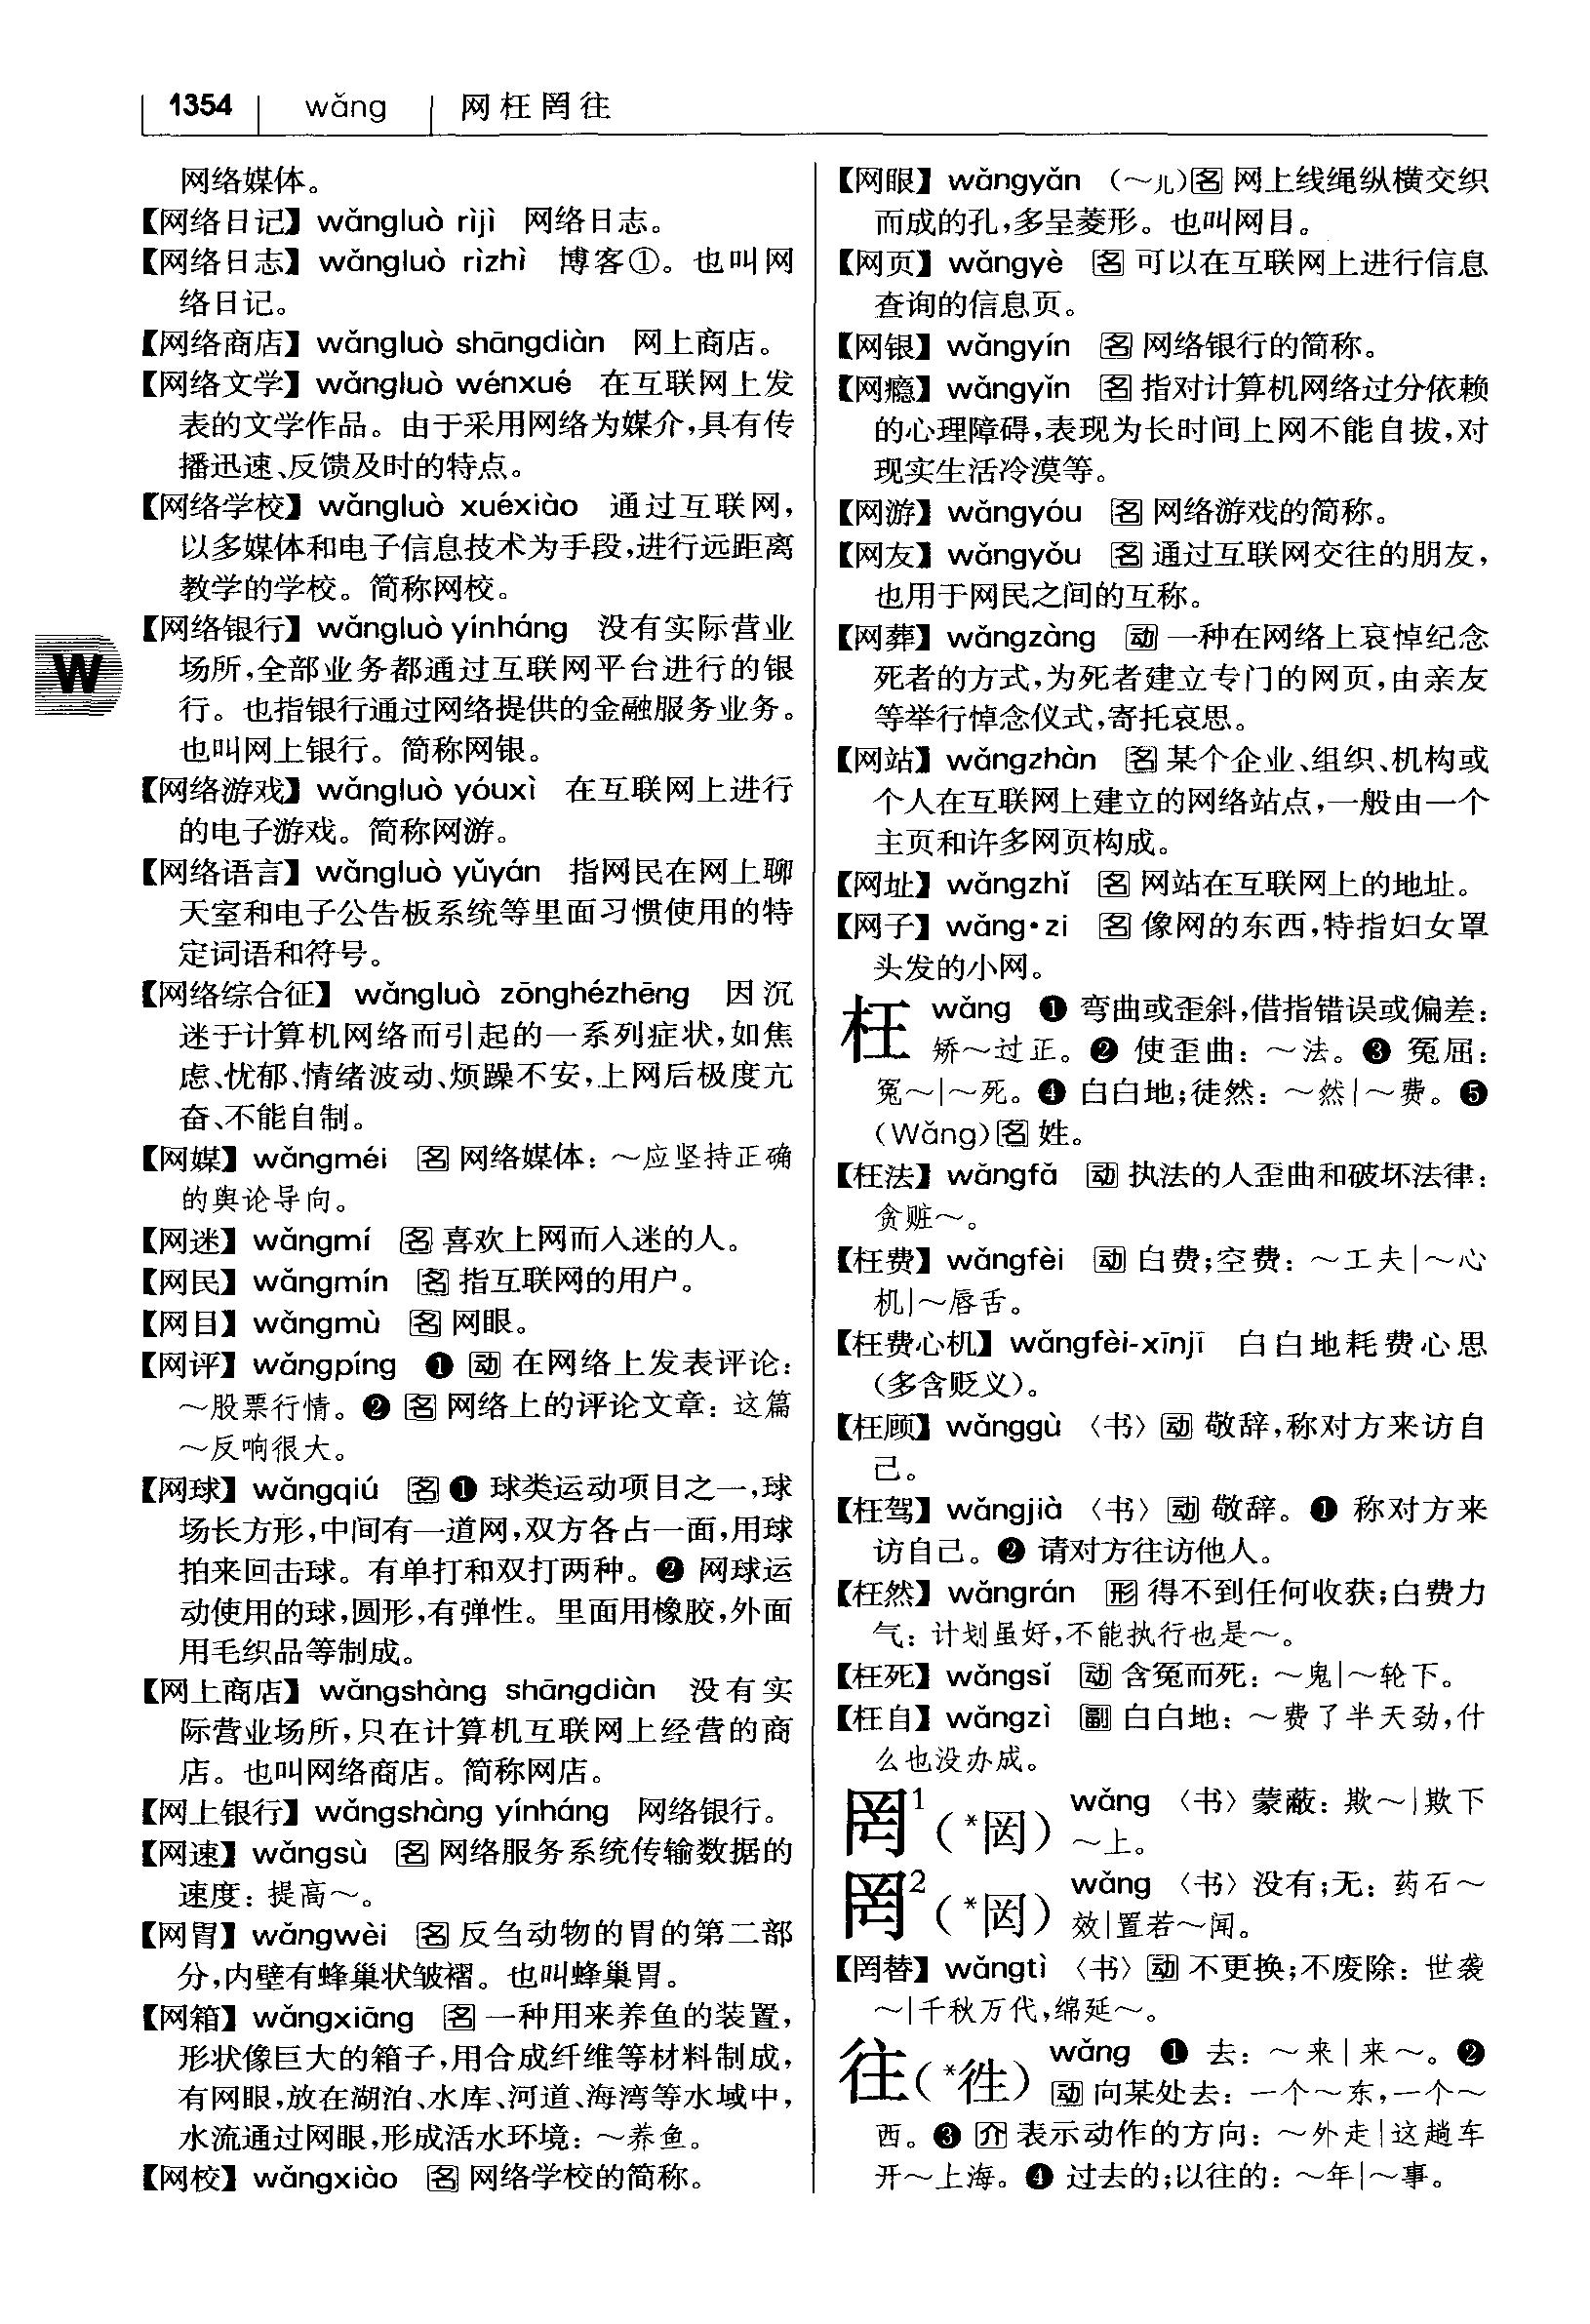 1354 wǎng 网枉罔往
网络媒体。
【网络日记】wǎngluò rìjì 网络日志。
【网络日志】wǎngluò rìzhì 博客①。也叫网
络日记。
【网络商店】wǎngluò shāngdiàn 网上商店。
【网络文学】wǎngluò wénxué 在互联网上发
表的文学作品。由于采用网络为媒介,具有传
播迅速、反馈及时的特点。
【网络学校】wǎngluò xuéxiào 通过互联网,
以多媒体和电子信息技术为手段,进行远距离
教学的学校。简称网校。
【网络银行】wǎngluò yínháng 没有实际营业
场所,全部业务都通过互联网平台进行的银
行。也指银行通过网络提供的金融服务业务。
也叫网上银行。简称网银。
【网络游戏】wǎngluò yóuxì 在互联网上进行
的电子游戏。简称网游。
【网络语言】wǎngluò yǔyán 指网民在网上聊
天室和电子公告板系统等里面习惯使用的特
定词语和符号。
【网络综合征】wǎngluò zōnghézhēng 因沉
迷于计算机网络而引起的一系列症状,如焦
虑、忧郁、情绪波动、烦躁不安,上网后极度亢
奋、不能自制。
【网媒】wǎngméi 名 网络媒体:～应坚持正确
的舆论导向。
【网迷】wǎngmí 名 喜欢上网而入迷的人。
【网民】wǎngmín 名 指互联网的用户。
【网目】wǎngmù 名 网眼。
【网评】wǎngpíng ❶ 动 在网络上发表评论:
～股票行情。❷ 名 网络上的评论文章:这篇
～反响很大。
【网球】wǎngqiú 名 ❶ 球类运动项目之一,球
场长方形,中间有一道网,双方各占一面,用球
拍来回击球。有单打和双打两种。❷ 网球运
动使用的球,圆形,有弹性。里面用橡胶,外面
用毛织品等制成。
【网上商店】wǎngshàng shāngdiàn 没有实
际营业场所,只在计算机互联网上经营的商
店。也叫网络商店。简称网店。
【网上银行】wǎngshàng yínháng 网络银行。
【网速】wǎngsù 名 网络服务系统传输数据的
速度:提高～。
【网胃】wǎngwèi 名 反刍动物的胃的第二部
分,内壁有蜂巢状皱褶。也叫蜂巢胃。
【网箱】wǎngxiāng 名 一种用来养鱼的装置,
形状像巨大的箱子,用合成纤维等材料制成,
有网眼,放在湖泊、水库、河道、海湾等水域中,
水流通过网眼,形成活水环境:～养鱼。
【网校】wǎngxiào 名 网络学校的简称。
W
【网眼】wǎngyǎn (～儿)名 网上线绳纵横交织
而成的孔,多呈菱形。也叫网目。
【网页】wǎngyè 名 可以在互联网上进行信息
查询的信息页。
【网银】wǎngyín 名 网络银行的简称。
【网瘾】wǎngyǐn 名 指对计算机网络过分依赖
的心理障碍,表现为长时间上网不能自拔,对
现实生活冷漠等。
【网游】wǎngyóu 名 网络游戏的简称。
【网友】wǎngyǒu 名 通过互联网交往的朋友,
也用于网民之间的互称。
【网葬】wǎngzàng 动 一种在网络上哀悼纪念
死者的方式,为死者建立专门的网页,由亲友
等举行悼念仪式,寄托哀思。
【网站】wǎngzhàn 名 某个企业、组织、机构或
个人在互联网上建立的网络站点,一般由一个
主页和许多网页构成。
【网址】wǎngzhǐ 名 网站在互联网上的地址。
【网子】wǎng·zi 名 像网的东西,特指妇女罩
头发的小网。
枉 wǎng ❶ 弯曲或歪斜,借指错误或偏差:
矫～过正。❷ 使歪曲:～法。❸ 冤屈:
冤～|～死。❹ 白白地;徒然:～然|～费。❺
(Wǎng)名 姓。
【枉法】wǎngfǎ 动 执法的人歪曲和破坏法律:
贪赃～。
【枉费】wǎngfèi 动 白费;空费:～工夫|～心
机|～唇舌。
【枉费心机】wǎngfèi-xīnjī 白白地耗费心思
(多含贬义)。
【枉顾】wǎnggù〈书〉动 敬辞,称对方来访自
己。
【枉驾】wǎngjià〈书〉动 敬辞。❶ 称对方来
访自己。❷ 请对方往访他人。
【枉然】wǎngrán 形 得不到任何收获;白费力
气:计划虽好,不能执行也是～。
【枉死】wǎngsǐ 动 含冤而死:～鬼|～轮下。
【枉自】wǎngzì 副 白白地:～费了半天劲,什
么也没办成。
罔1(*㒺) wǎng〈书〉蒙蔽:欺～|欺下
～上。
罔2(*㒺) wǎng〈书〉没有;无:药石～
效|置若～闻。
【罔替】wǎngtì〈书〉动 不更换;不废除:世袭
～|千秋万代,绵延～。
往(*徃) wǎng ❶ 去:～来|来～。❷
动 向某处去:一个～东,一个～
西。❸ 介 表示动作的方向:～外走|这趟车
开～上海。❹ 过去的;以往的:～年|～事。